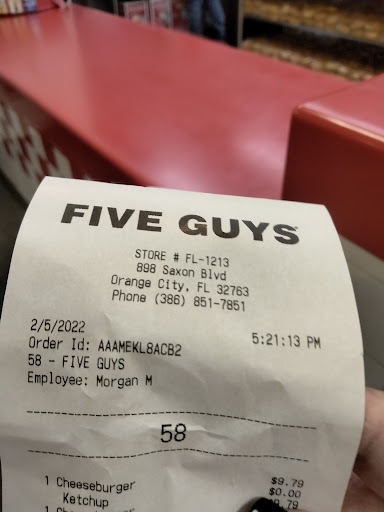 FIVE GUYS
STORE # FL-1213
898 Saxon Blvd
Orange City, FL 32763
Phone (386) 851-7851
2/5/2022 5:21:13 PM
Order Id: AAAMEKL8ACB2
58 - FIVE GUYS
Employee: Morgan M
58
1 Cheeseburger $9.79
Ketchup $0.00
1